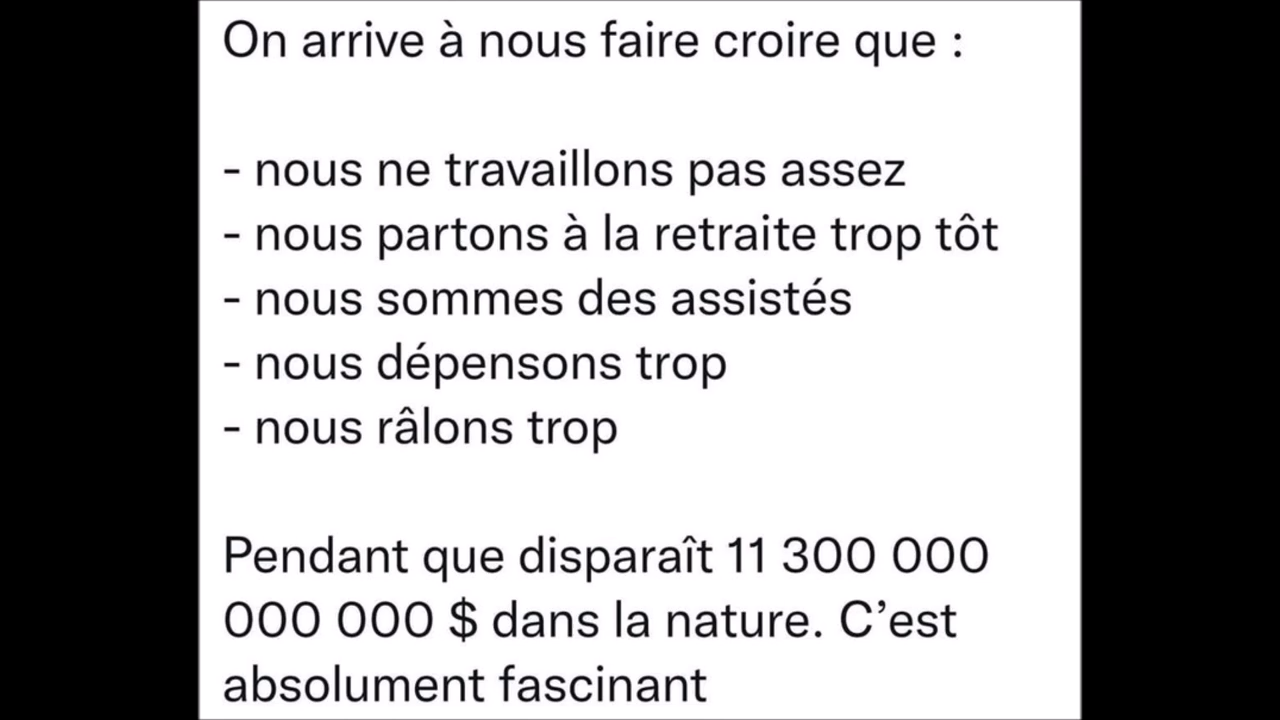 On arrive à nous faire croire que :
- nous ne travaillons pas assez
- nous partons à la retraite trop tôt
- nous sommes des assistés
- nous dépensons trop
- nous râlons trop
Pendant que disparaît 11 300 000
000 000 $ dans la nature. C’est
absolument fascinant